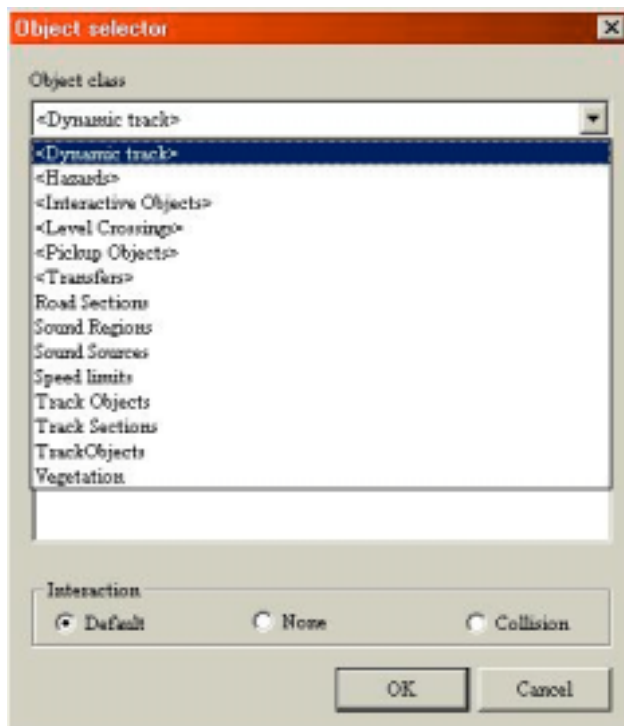 Object selector
Object class
<Dynamic track>
<Dynamic track>
<Hazards>
<Interactive Objects>
<Level Crossings>
<Pickup Objects>
<Transfers>
Road Sections
Sound Regions
Sound Sources
Speed limits
Track Objects
Track Sections
TrackObjects
Vegetation
Interaction
Default None Collision
OK Cancel